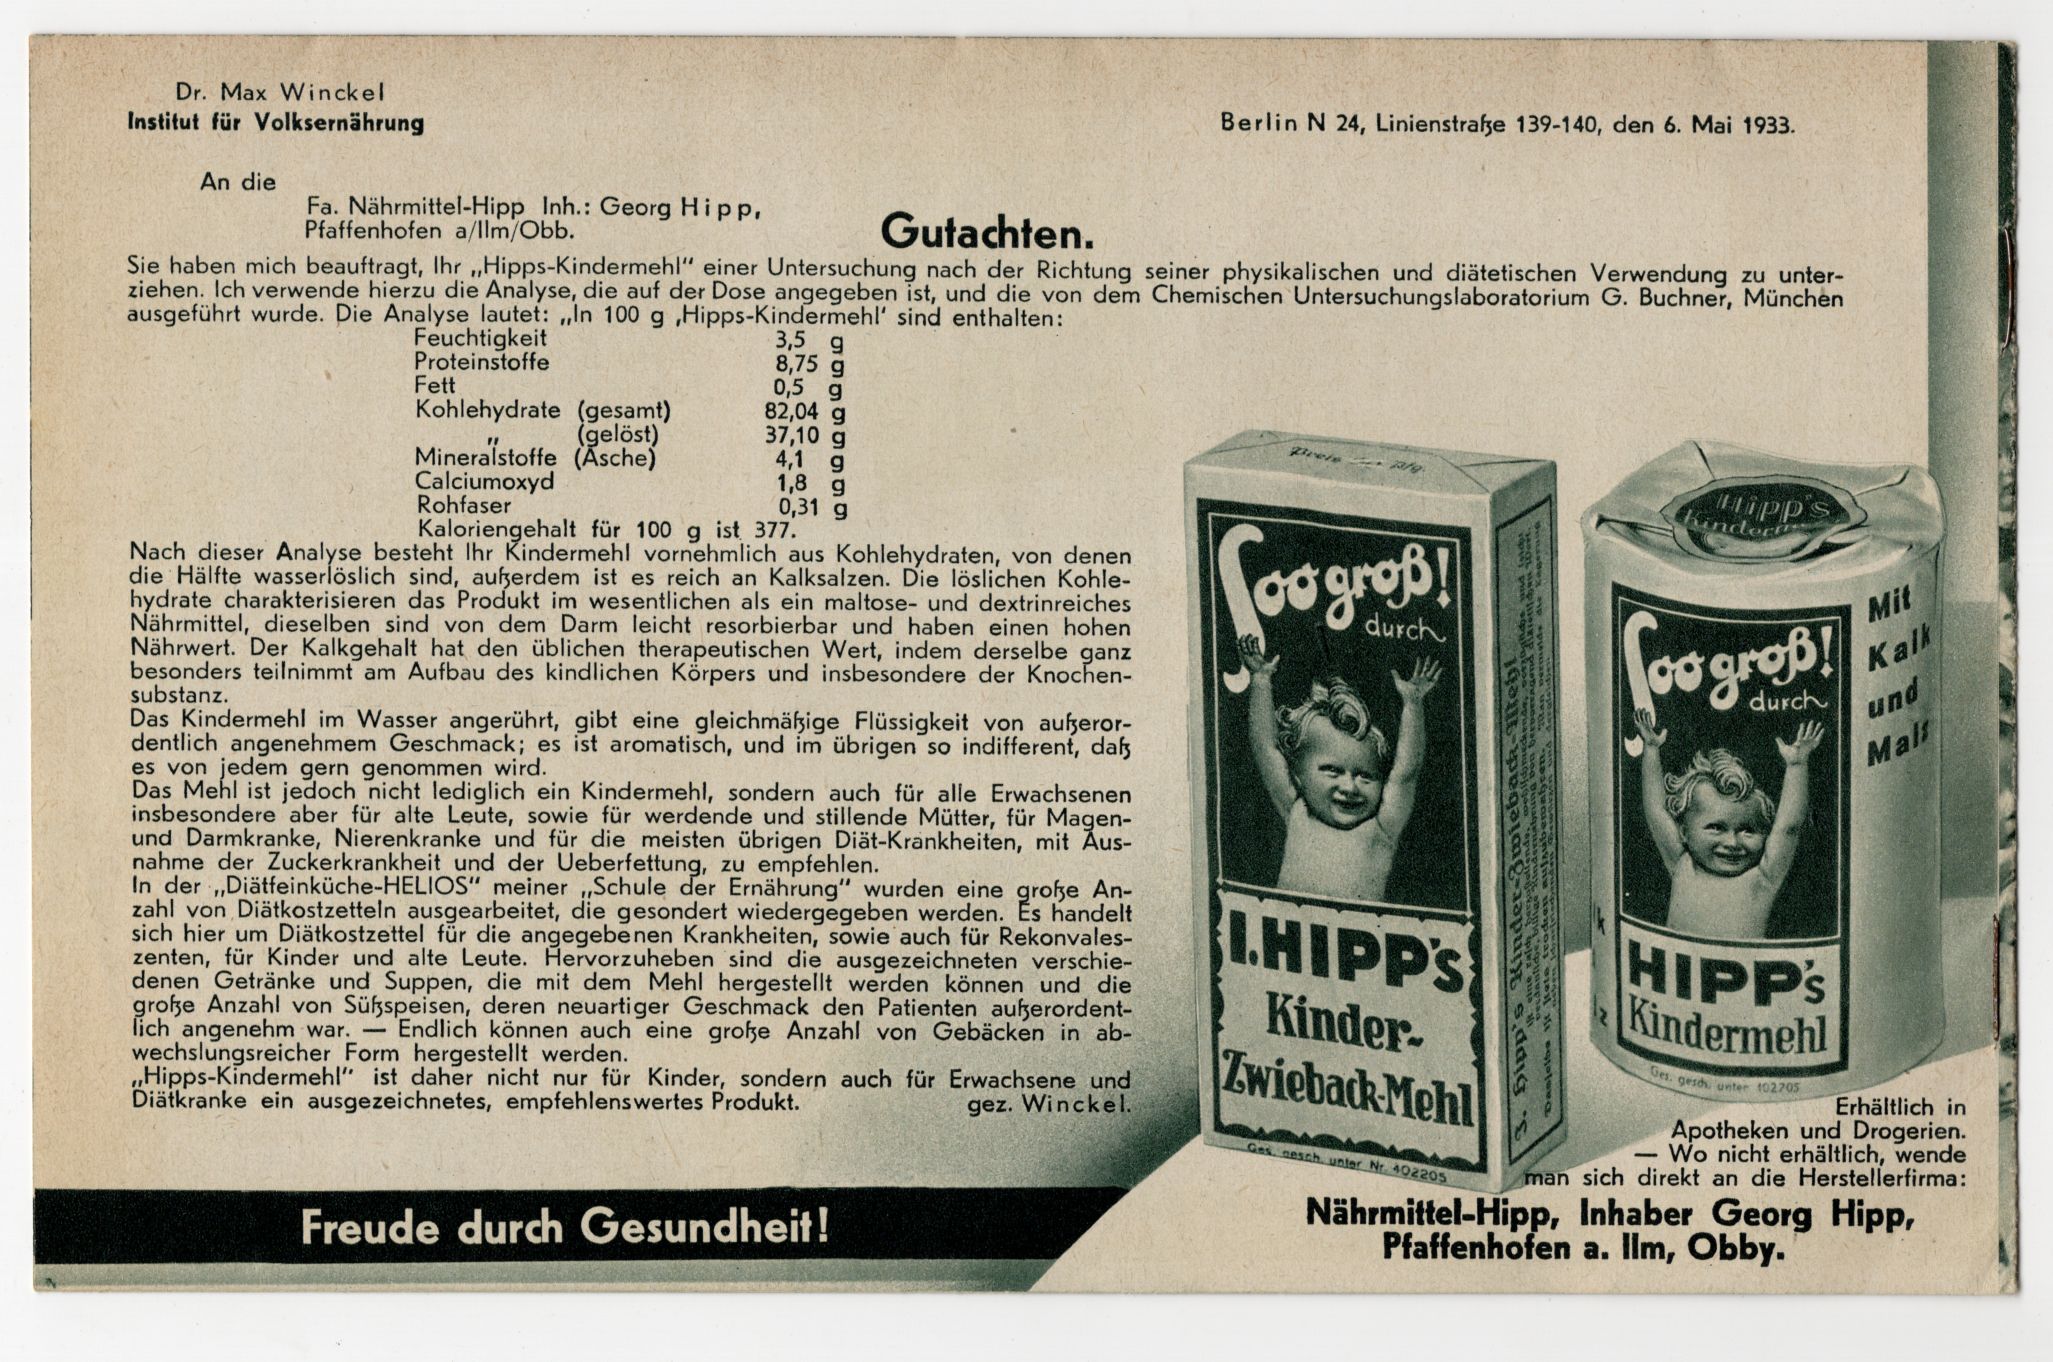 Dr. Max Winckel
Institut für Volksernährung
Berlin N 24, Linienstraße 139-140, den 6. Mai 1933.
An die
Fa. Nährmittel-Hipp Inh.: Georg Hipp,
Pfaffenhofen a/Ilm/Obb.
Gutachten.
Sie haben mich beauftragt, Ihr „Hipps-Kindermehl" einer Untersuchung nach der Richtung seiner physikalischen und diätetischen Verwendung zu unter-
ziehen. Ich verwende hierzu die Analyse, die auf der Dose angegeben ist, und die von dem Chemischen Untersuchungslaboratorium G. Buchner, München
ausgeführt wurde. Die Analyse lautet: „In 100 g ‚Hipps-Kindermehl' sind enthalten:
Feuchtigkeit 3,5 g
Proteinstoffe 8,75 g
Fett 0,5 g
Kohlehydrate (gesamt) 82,04 g
„ (gelöst) 37,10 g
Mineralstoffe (Asche) 4,1 g
Calciumoxyd 1,8 g
Rohfaser 0,31 g
Kaloriengehalt für 100 g ist 377.
Nach dieser Analyse besteht Ihr Kindermehl vornehmlich aus Kohlehydraten, von denen
die Hälfte wasserlöslich sind, außerdem ist es reich an Kalksalzen. Die löslichen Kohle-
hydrate charakterisieren das Produkt im wesentlichen als ein maltose- und dextrinreiches
Nährmittel, dieselben sind von dem Darm leicht resorbierbar und haben einen hohen
Nährwert. Der Kalkgehalt hat den üblichen therapeutischen Wert, indem derselbe ganz
besonders teilnimmt am Aufbau des kindlichen Körpers und insbesondere der Knochen-
substanz.
Das Kindermehl im Wasser angerührt, gibt eine gleichmäßige Flüssigkeit von außeror-
dentlich angenehmem Geschmack; es ist aromatisch, und im übrigen so indifferent, daß
es von jedem gern genommen wird.
Das Mehl ist jedoch nicht lediglich ein Kindermehl, sondern auch für alle Erwachsenen
insbesondere aber für alte Leute, sowie für werdende und stillende Mütter, für Magen-
und Darmkranke, Nierenkranke und für die meisten übrigen Diät-Krankheiten, mit Aus-
nahme der Zuckerkrankheit und der Ueberfettung, zu empfehlen.
In der „Diätfeinküche-HELIOS" meiner „Schule der Ernährung" wurden eine große An-
zahl von Diätkostzetteln ausgearbeitet, die gesondert wiedergegeben werden. Es handelt
sich hier um Diätkostzettel für die angegebenen Krankheiten, sowie auch für Rekonvales-
zenten, für Kinder und alte Leute. Hervorzuheben sind die ausgezeichneten verschie-
denen Getränke und Suppen, die mit dem Mehl hergestellt werden können und die
große Anzahl von Süßspeisen, deren neuartiger Geschmack den Patienten außerordent-
lich angenehm war. — Endlich können auch eine große Anzahl von Gebäcken in ab-
wechslungsreicher Form hergestellt werden.
„Hipps-Kindermehl" ist daher nicht nur für Kinder, sondern auch für Erwachsene und
Diätkranke ein ausgezeichnetes, empfehlenswertes Produkt. gez. Winckel.
Freude durch Gesundheit!
Preis Pfg.
Sooo groß!
durch
I. HIPP's
Kinder-
Zwieback-Mehl
Ges. gesch. unter Nr. 402205
J. Hipp's Kinder-Zwieback-Mehl
Hipp's
Kinderme
Sooo groß!
durch
HIPP's
Kindermehl
Ges. gesch. unter 402205
Mit
Kalk
und
Malz
k
lz
Erhältlich in
Apotheken und Drogerien.
— Wo nicht erhältlich, wende
man sich direkt an die Herstellerfirma:
Nährmittel-Hipp, Inhaber Georg Hipp,
Pfaffenhofen a. Ilm, Obby.